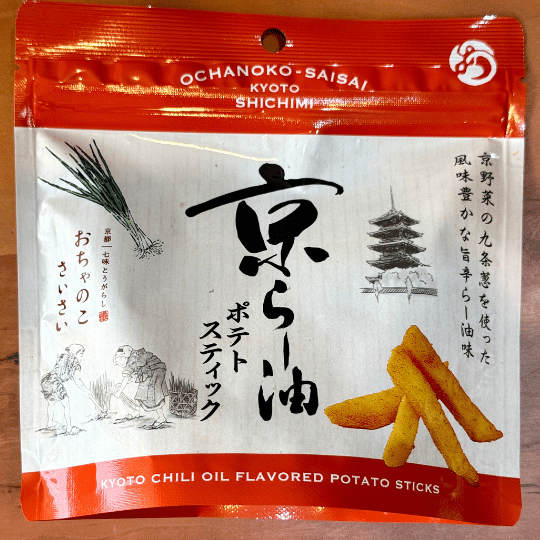 OCHANOKO-SAISAI
KYOTO
SHICHIMI
京野菜の九条葱を使った
風味豊かな旨辛らー油味
京らー油
ポテト
スティック
京都 七味とうがらし
おちゃのこ
さいさい
KYOTO CHILI OIL FLAVORED POTATO STICKS